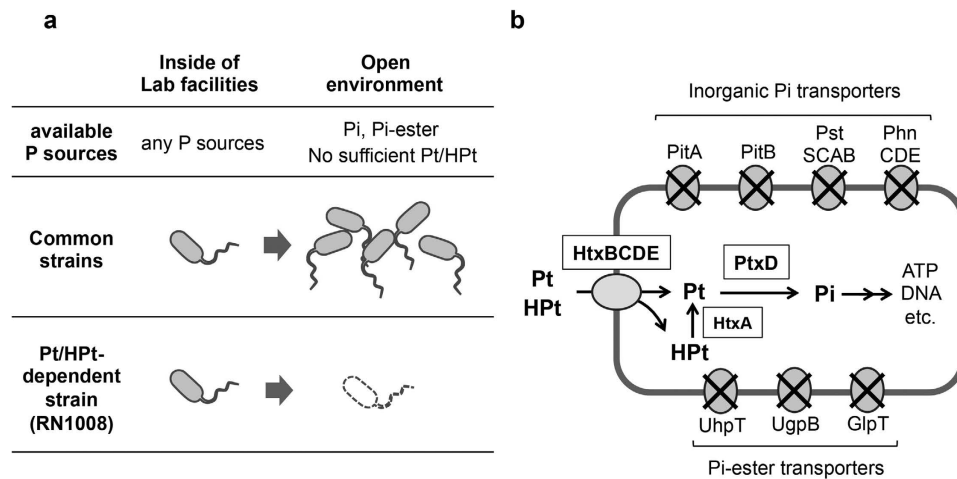 a
Inside of
Lab facilities
Open
environment
available
P sources
any P sources
Pi, Pi-ester
No sufficient Pt/HPt
Common
strains
Pt/HPt-
dependent
strain
(RN1008)
b
Inorganic Pi transporters
PitA
PitB
Pst
SCAB
Phn
CDE
HtxBCDE
PtxD
Pt
HPt
Pt
Pi
ATP
DNA
etc.
HtxA
HPt
UhpT
UgpB
GlpT
Pi-ester transporters